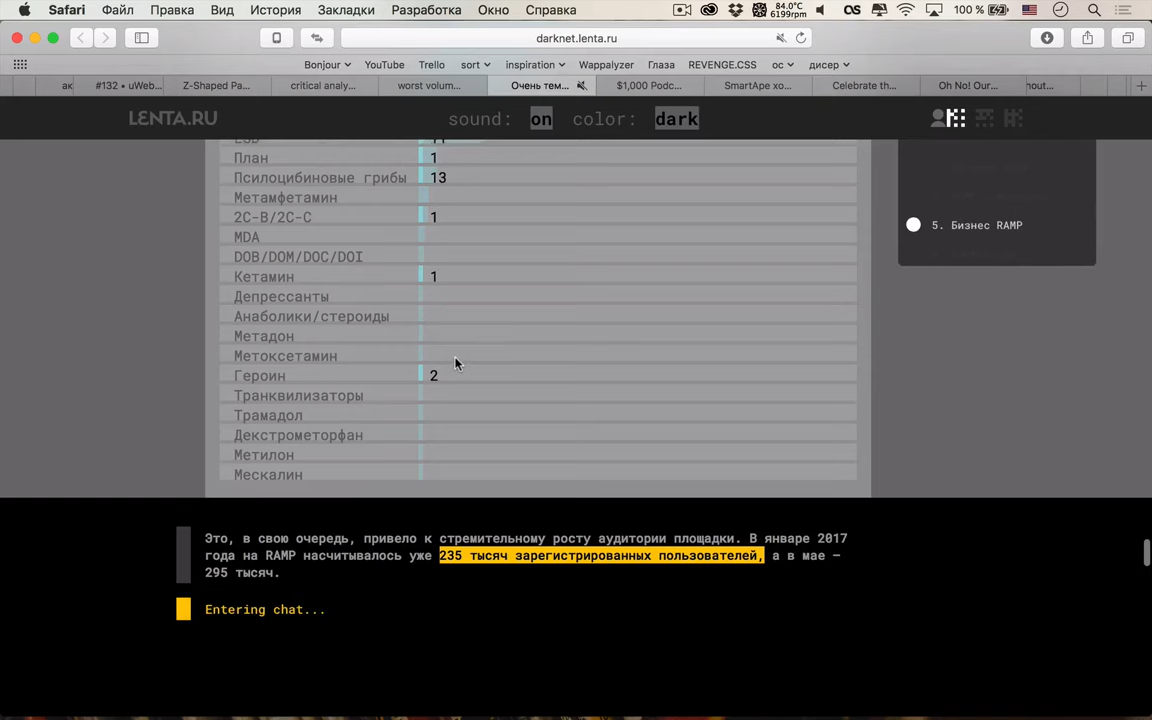 Safari Файл Правка Вид История Закладки Разработка Окно Справка 84.0°C 6199rpm 100 %
darknet.lenta.ru
Bonjour YouTube Trello sort inspiration Wappalyzer Глаза REVENGE.CSS ос дисер
ак #132 • uWeb... Z-Shaped Pa... critical analy... worst volum... Очень тем... $1,000 Podc... SmartApe хо... Celebrate th... Oh No! Our... hout...
LENTA.RU sound: on color: dark
LSD 11
План 1
Псилоцибиновые грибы 13
Метамфетамин
2C-B/2C-C 1
MDA
DOB/DOM/DOC/DOI
Кетамин 1
Депрессанты
Анаболики/стероиды
Метадон
Метоксетамин
Героин 2
Транквилизаторы
Трамадол
Декстрометорфан
Метилон
Мескалин
5. Бизнес RAMP
Это, в свою очередь, привело к стремительному росту аудитории площадки. В январе 2017
года на RAMP насчитывалось уже 235 тысяч зарегистрированных пользователей, а в мае —
295 тысяч.
Entering chat...